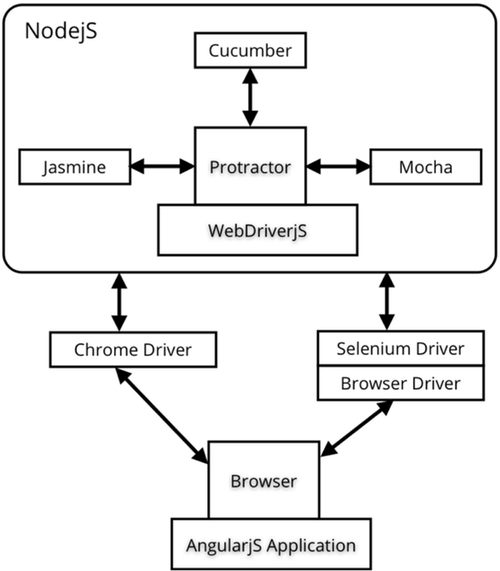 NodejS
Cucumber
Jasmine
Protractor
Mocha
WebDriverjS
Chrome Driver
Selenium Driver
Browser Driver
Browser
AngularjS Application